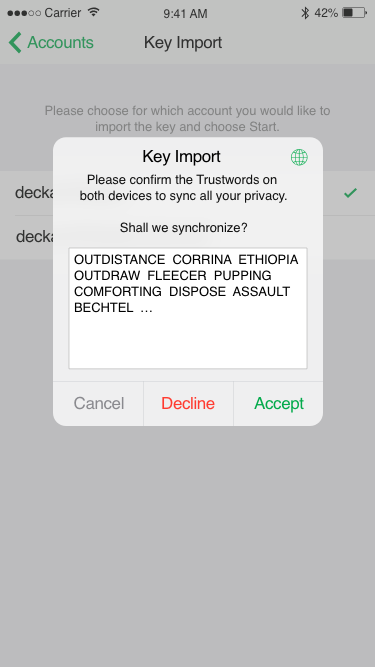 Carrier 9:41 AM 42%
Accounts Key Import
Please choose for which account you would like to
import the key and choose Start.
Key Import
Please confirm the Trustwords on
both devices to sync all your privacy.
Shall we synchronize?
decka
decka
OUTDISTANCE CORRINA ETHIOPIA
OUTDRAW FLEECER PUPPING
COMFORTING DISPOSE ASSAULT
BECHTEL ...
Cancel Decline Accept